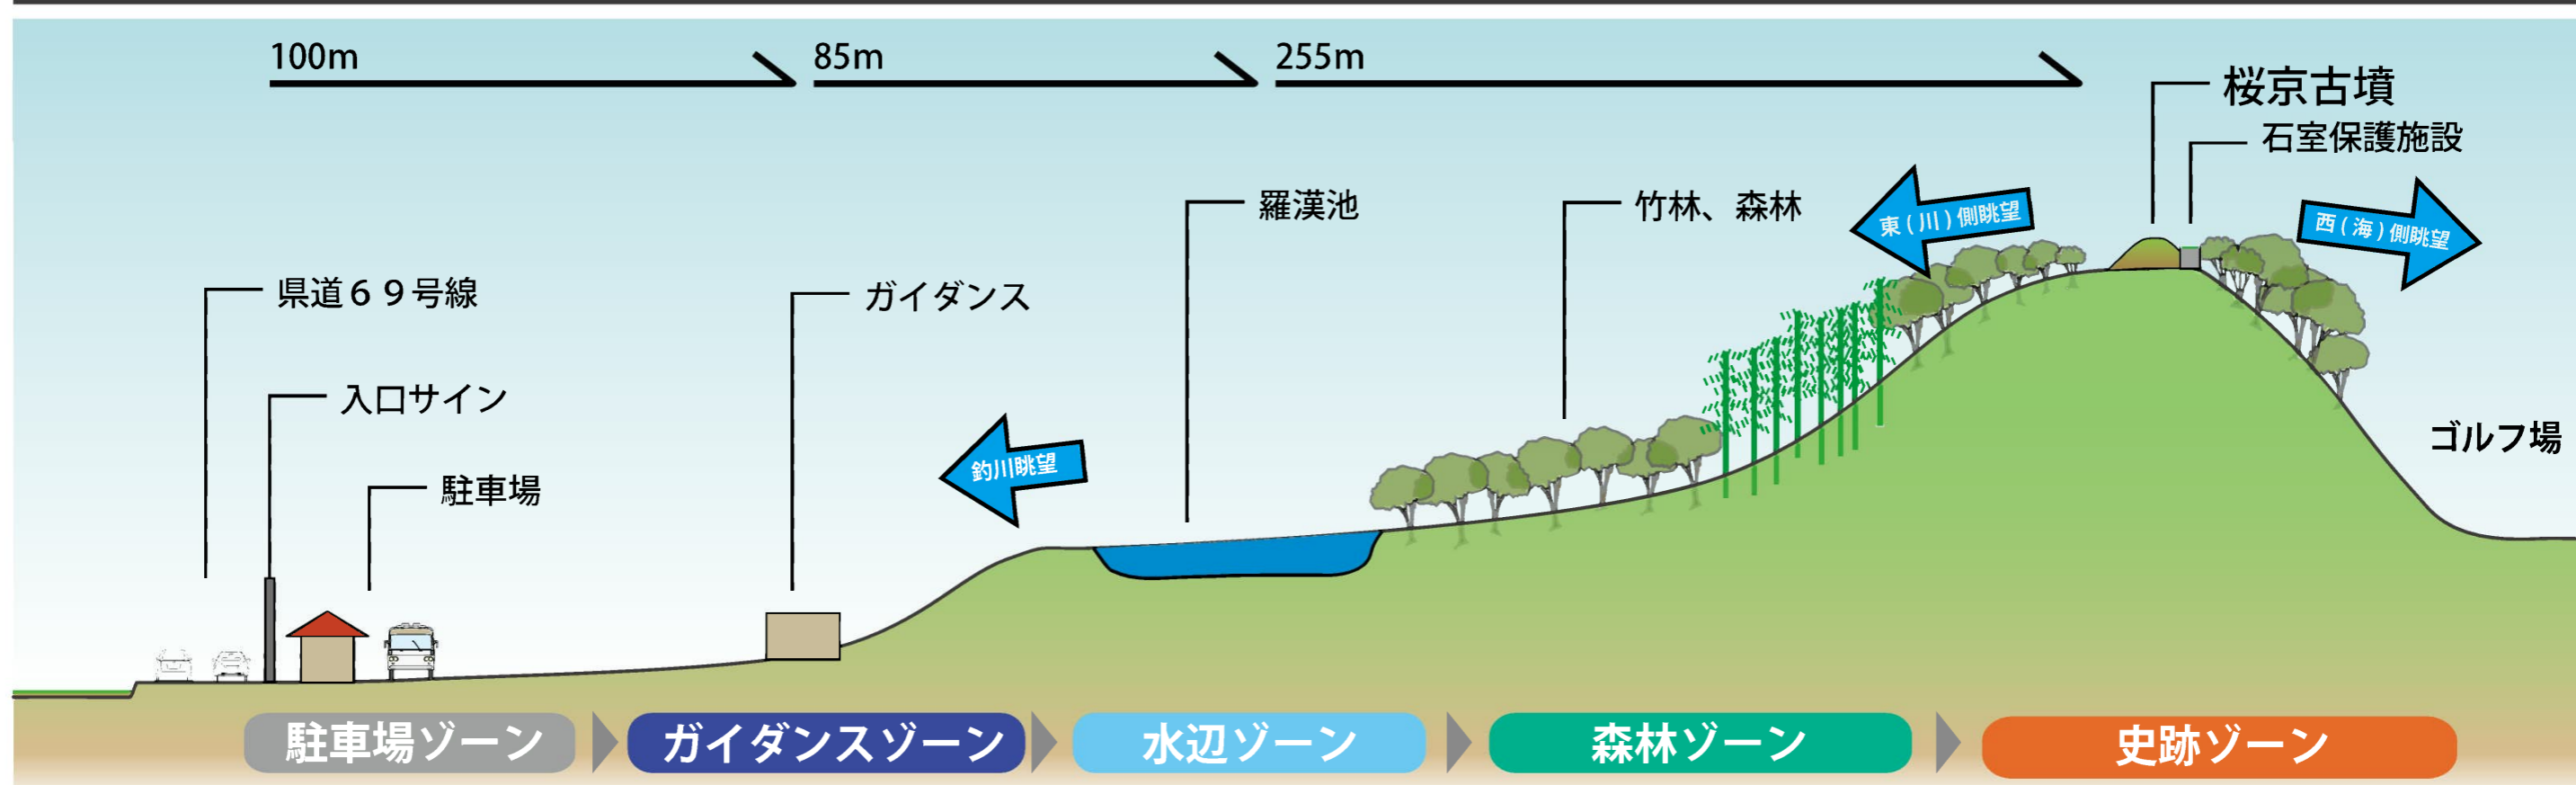 100m
85m
255m
桜京古墳
石室保護施設
羅漢池
竹林、森林
東(川)側眺望
西(海)側眺望
県道６９号線
ガイダンス
入口サイン
釣川眺望
ゴルフ場
駐車場
駐車場ゾーン
ガイダンスゾーン
水辺ゾーン
森林ゾーン
史跡ゾーン